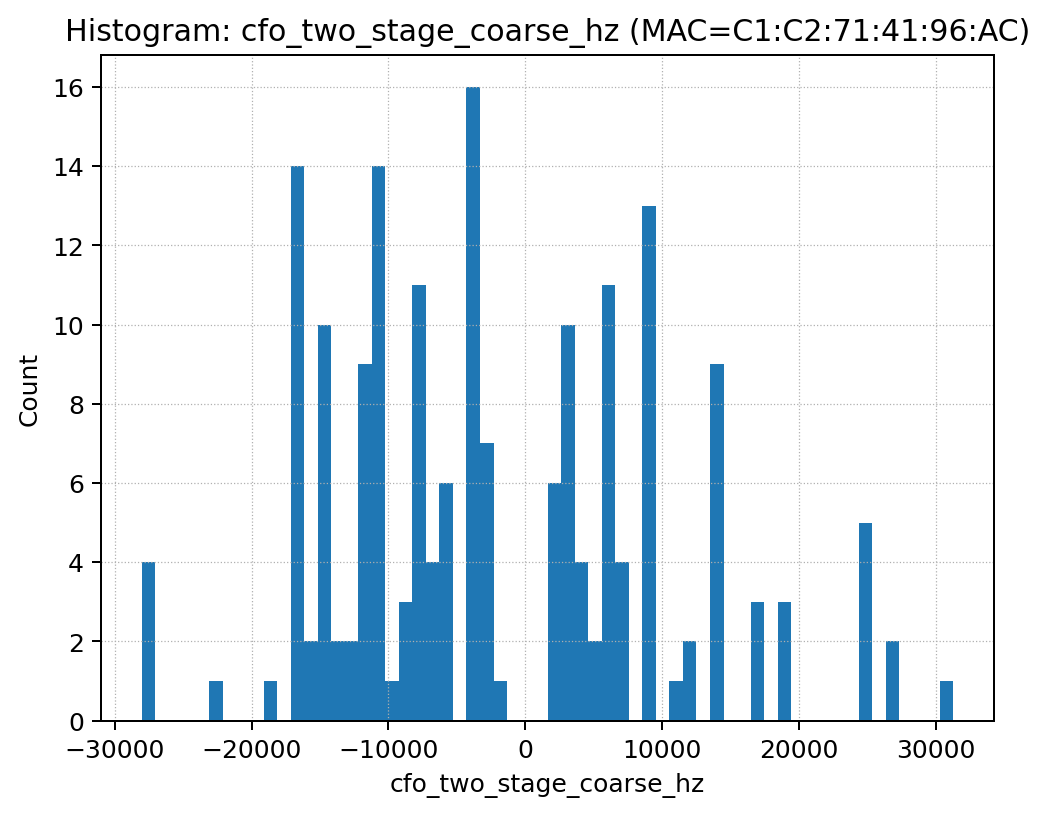 Histogram: cfo_two_stage_coarse_hz (MAC=C1:C2:71:41:96:AC)
16
14
12
10
8
6
4
2
0
Count
−30000 −20000 −10000 0 10000 20000 30000
cfo_two_stage_coarse_hz